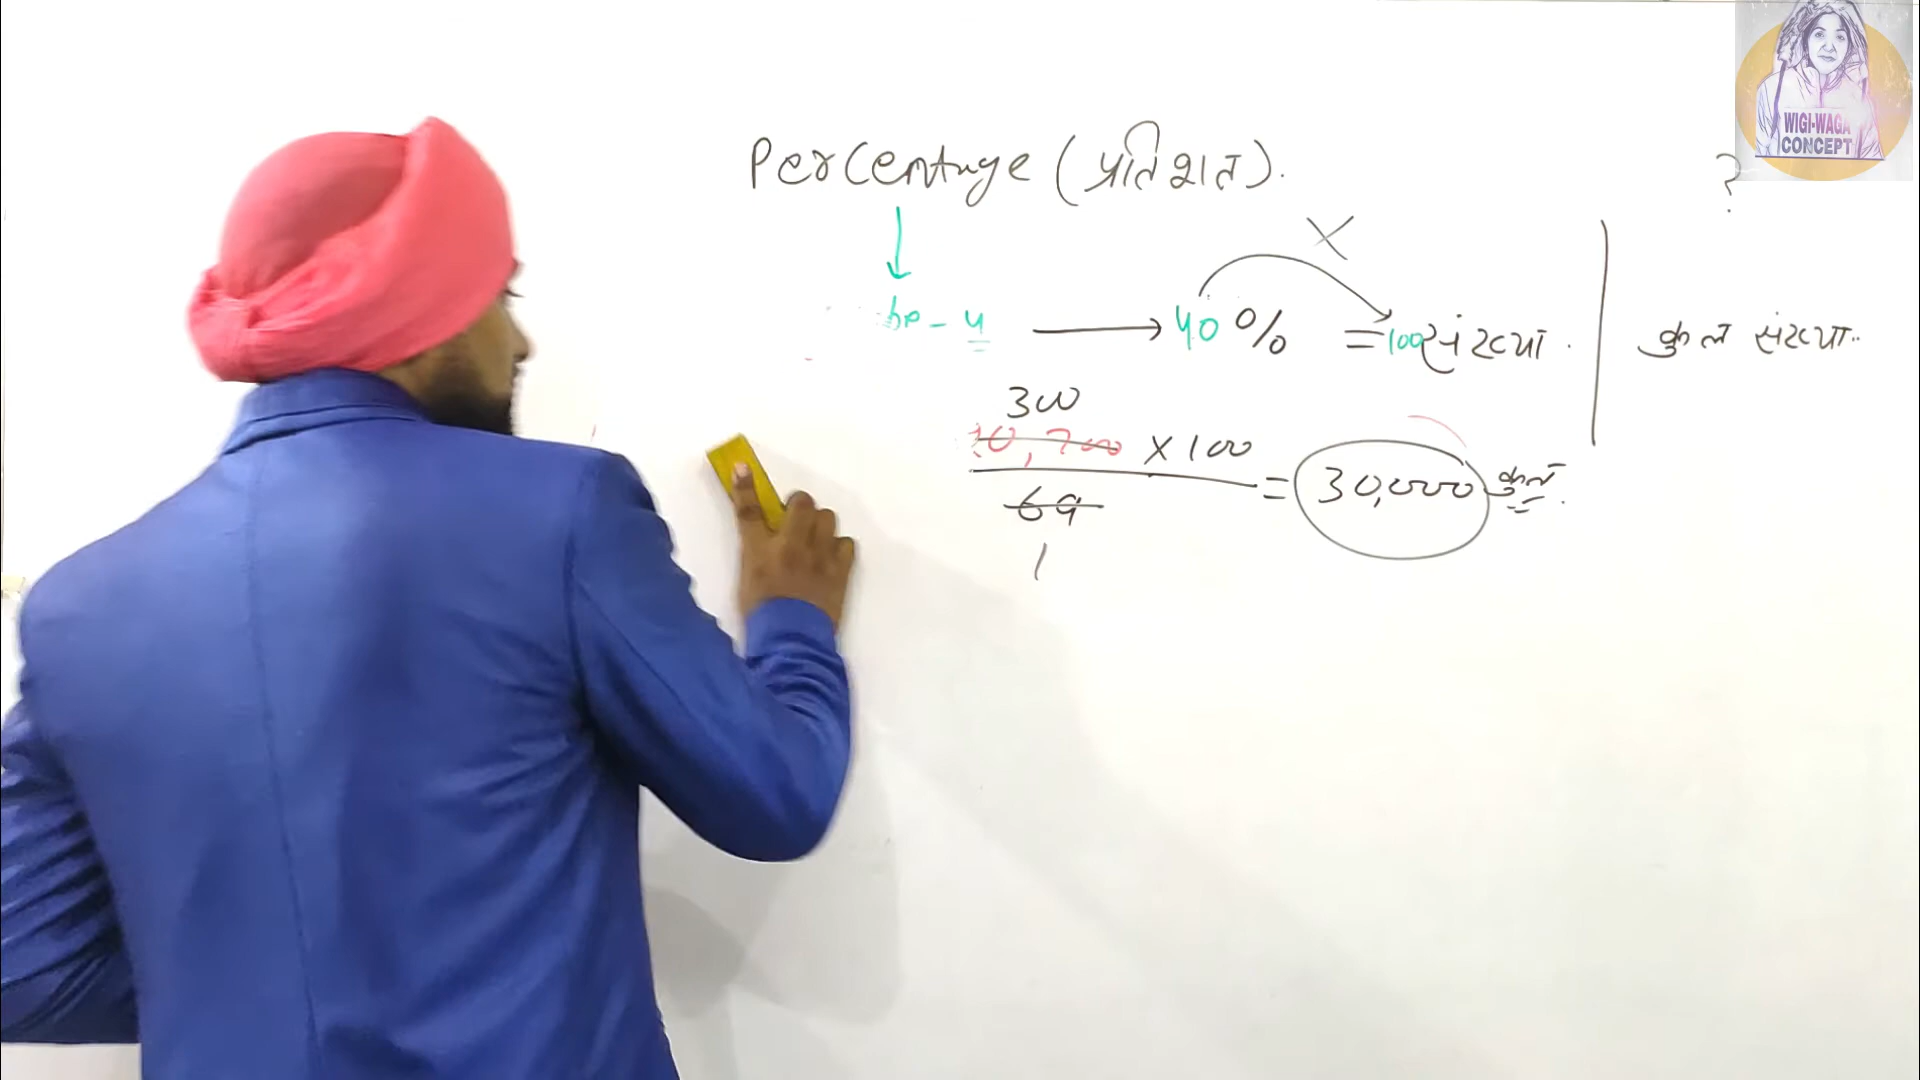 Percentage (प्रतिशत).
?
40 % = 100 संख्या .
कुल संख्या..
300
× 100
69
= 30,000 कुल
1
WIGI-WAGA
CONCEPT